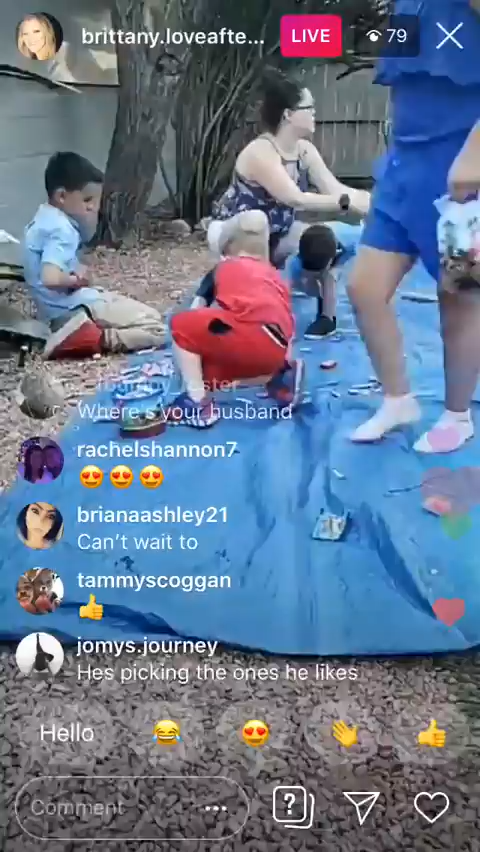 brittany.loveafte...
LIVE
79
Where's your husband
rachelshannon7
😍😍😍
brianaashley21
Can't wait to
tammyscoggan
👍
jomys.journey
Hes picking the ones he likes
Hello 😂 😍 👋 👍
Comment